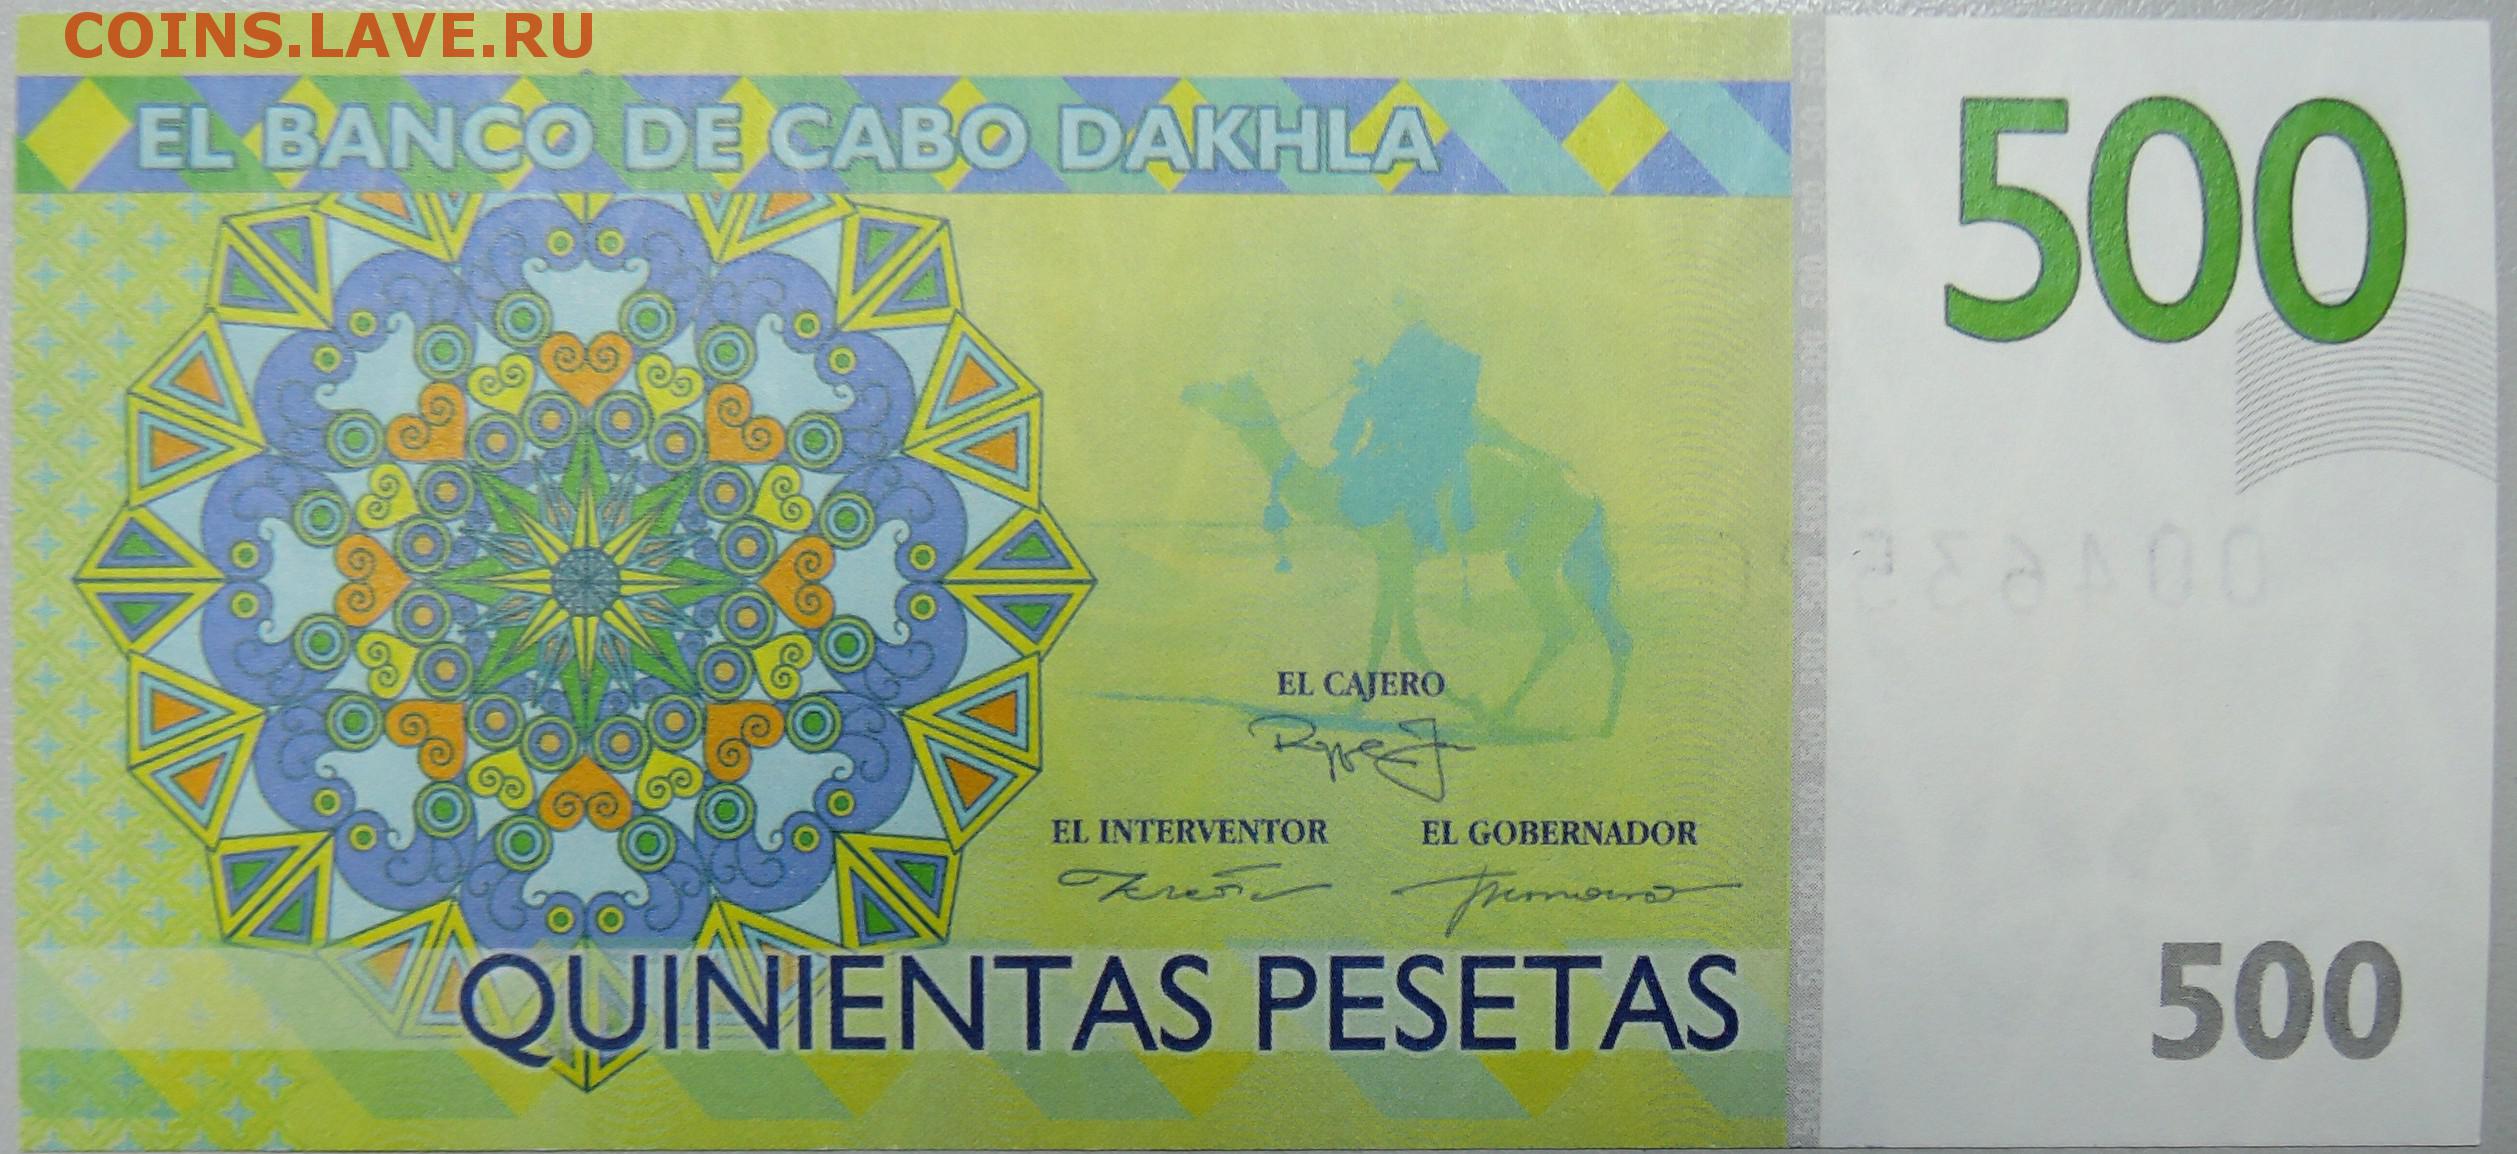 COINS.LAVE.RU
EL BANCO DE CABO DAKHLA
500
EL CAJERO
EL INTERVENTOR
EL GOBERNADOR
QUINIENTAS PESETAS
500